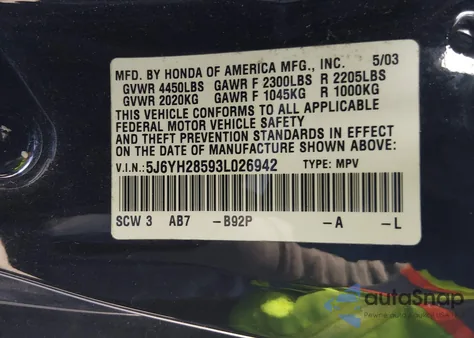 MFD. BY HONDA OF AMERICA MFG., INC. 5/03
GVWR 4450LBS GAWR F 2300LBS R 2205LBS
GVWR 2020KG GAWR F 1045KG R 1000KG
THIS VEHICLE CONFORMS TO ALL APPLICABLE
FEDERAL MOTOR VEHICLE SAFETY
AND THEFT PREVENTION STANDARDS IN EFFECT
ON THE DATE OF MANUFACTURE SHOWN ABOVE:
V.I.N.:5J6YH28593L026942 TYPE: MPV
SCW 3 AB7 -B92P -A -L
autoSnap